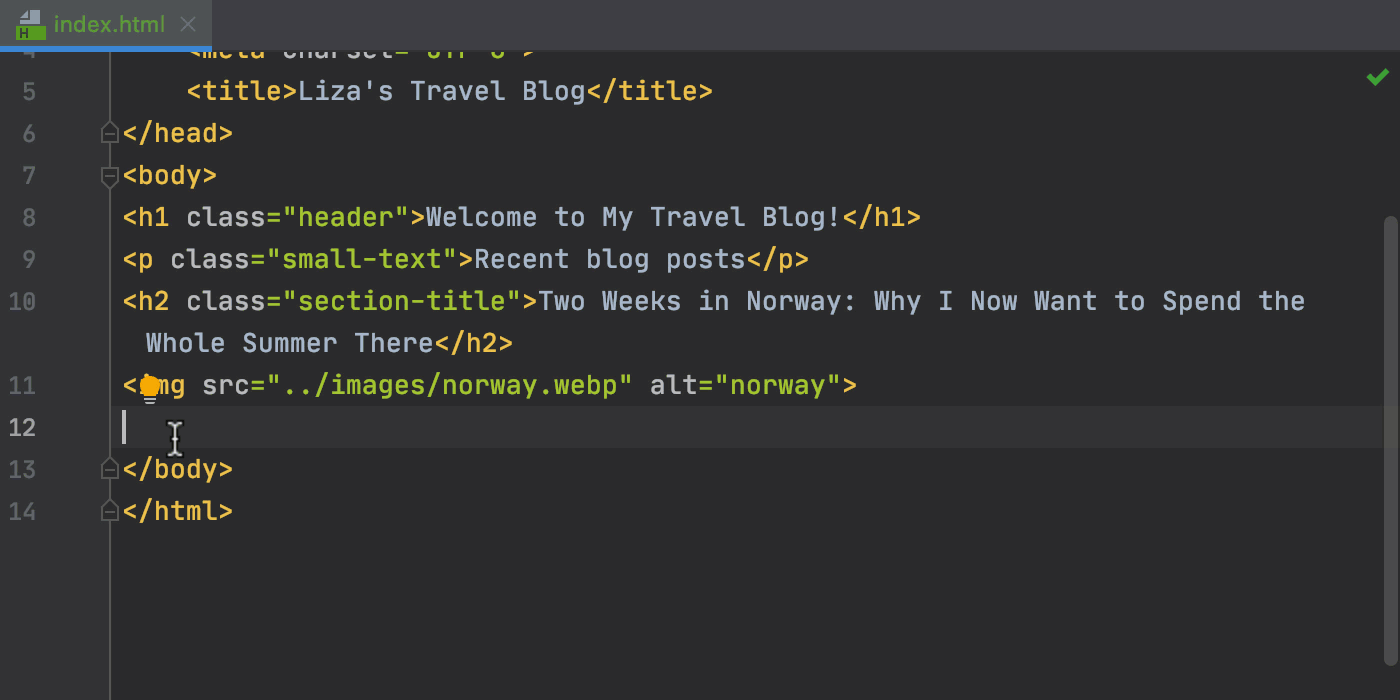 index.html
<meta charset="utf-8">
5 <title>Liza's Travel Blog</title>
6 </head>
7 <body>
8 <h1 class="header">Welcome to My Travel Blog!</h1>
9 <p class="small-text">Recent blog posts</p>
10 <h2 class="section-title">Two Weeks in Norway: Why I Now Want to Spend the
Whole Summer There</h2>
11 <img src="../images/norway.webp" alt="norway">
12
13 </body>
14 </html>